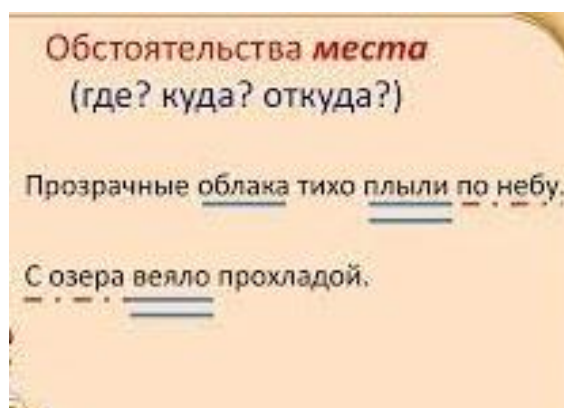 Обстоятельства места
(где? куда? откуда?)
Прозрачные облака тихо плыли по небу.
С озера веяло прохладой.